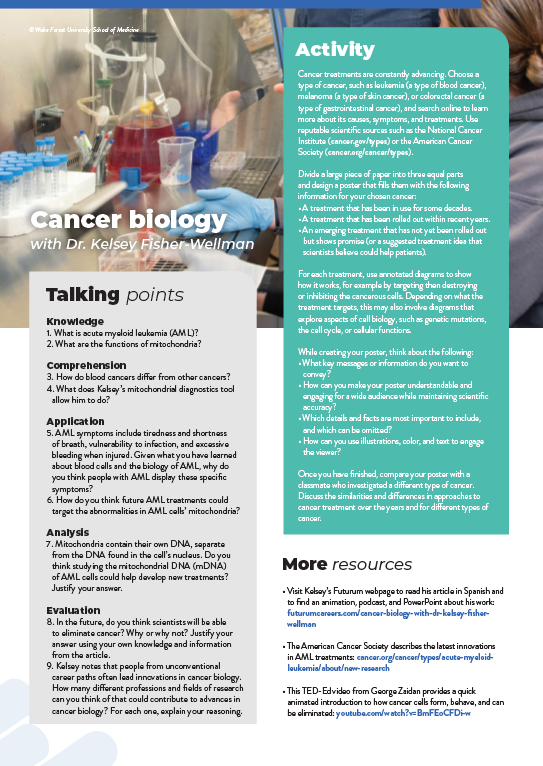 © Wake Forest University School of Medicine
Cancer biology
with Dr. Kelsey Fisher-Wellman
Talking points
Knowledge
1. What is acute myeloid leukemia (AML)?
2. What are the functions of mitochondria?
Comprehension
3. How do blood cancers differ from other cancers?
4. What does Kelsey's mitochondrial diagnostics tool
allow him to do?
Application
5. AML symptoms include tiredness and shortness
of breath, vulnerability to infection, and excessive
bleeding when injured. Given what you have learned
about blood cells and the biology of AML, why do
you think people with AML display these specific
symptoms?
6. How do you think future AML treatments could
target the abnormalities in AML cells' mitochondria?
Analysis
7. Mitochondria contain their own DNA, separate
from the DNA found in the cell's nucleus. Do you
think studying the mitochondrial DNA (mDNA)
of AML cells could help develop new treatments?
Justify your answer.
Evaluation
8. In the future, do you think scientists will be able
to eliminate cancer? Why or why not? Justify your
answer using your own knowledge and information
from the article.
9. Kelsey notes that people from unconventional
career paths often lead innovations in cancer biology.
How many different professions and fields of research
can you think of that could contribute to advances in
cancer biology? For each one, explain your reasoning.
Activity
Cancer treatments are constantly advancing. Choose a
type of cancer, such as leukemia (a type of blood cancer),
melanoma (a type of skin cancer), or colorectal cancer (a
type of gastrointestinal cancer), and search online to learn
more about its causes, symptoms, and treatments. Use
reputable scientific sources such as the National Cancer
Institute (cancer.gov/types) or the American Cancer
Society (cancer.org/cancer/types).
Divide a large piece of paper into three equal parts
and design a poster that fills them with the following
information for your chosen cancer:
• A treatment that has been in use for some decades.
• A treatment that has been rolled out within recent years.
• An emerging treatment that has not yet been rolled out
but shows promise (or a suggested treatment idea that
scientists believe could help patients).
For each treatment, use annotated diagrams to show
how it works, for example by targeting then destroying
or inhibiting the cancerous cells. Depending on what the
treatment targets, this may also involve diagrams that
explore aspects of cell biology, such as genetic mutations,
the cell cycle, or cellular functions.
While creating your poster, think about the following:
• What key messages or information do you want to
convey?
• How can you make your poster understandable and
engaging for a wide audience while maintaining scientific
accuracy?
• Which details and facts are most important to include,
and which can be omitted?
• How can you use illustrations, color, and text to engage
the viewer?
Once you have finished, compare your poster with a
classmate who investigated a different type of cancer.
Discuss the similarities and differences in approaches to
cancer treatment over the years and for different types of
cancer.
More resources
• Visit Kelsey's Futurum webpage to read his article in Spanish and
to find an animation, podcast, and PowerPoint about his work:
futurumcareers.com/cancer-biology-with-dr-kelsey-fisher-
wellman
• The American Cancer Society describes the latest innovations
in AML treatments: cancer.org/cancer/types/acute-myeloid-
leukemia/about/new-research
• This TED-Ed video from George Zaidan provides a quick
animated introduction to how cancer cells form, behave, and can
be eliminated: youtube.com/watch?v=BmFEoCFDi-w